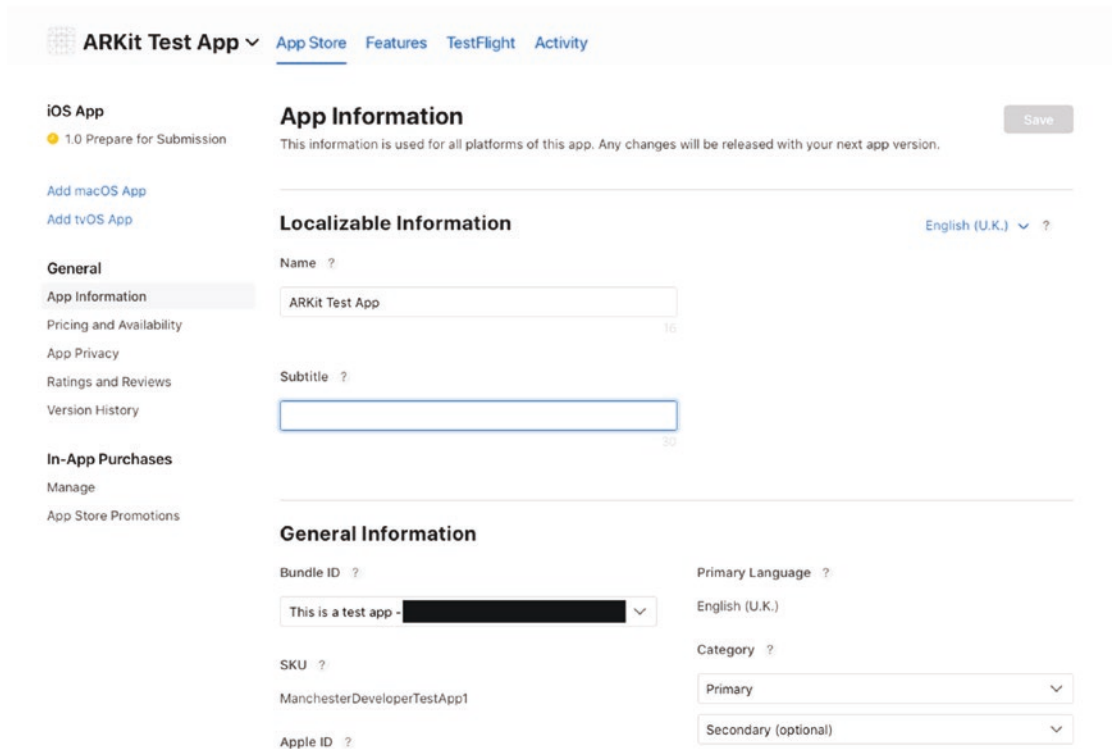 ARKit Test App App Store Features TestFlight Activity
iOS App
1.0 Prepare for Submission
Add macOS App
Add tvOS App
General
App Information
Pricing and Availability
App Privacy
Ratings and Reviews
Version History
In-App Purchases
Manage
App Store Promotions
App Information
Save
This information is used for all platforms of this app. Any changes will be released with your next app version.
Localizable Information
English (U.K.) ?
Name ?
ARKit Test App
16
Subtitle ?
30
General Information
Bundle ID ?
This is a test app -
SKU ?
ManchesterDeveloperTestApp1
Apple ID ?
Primary Language ?
English (U.K.)
Category ?
Primary
Secondary (optional)